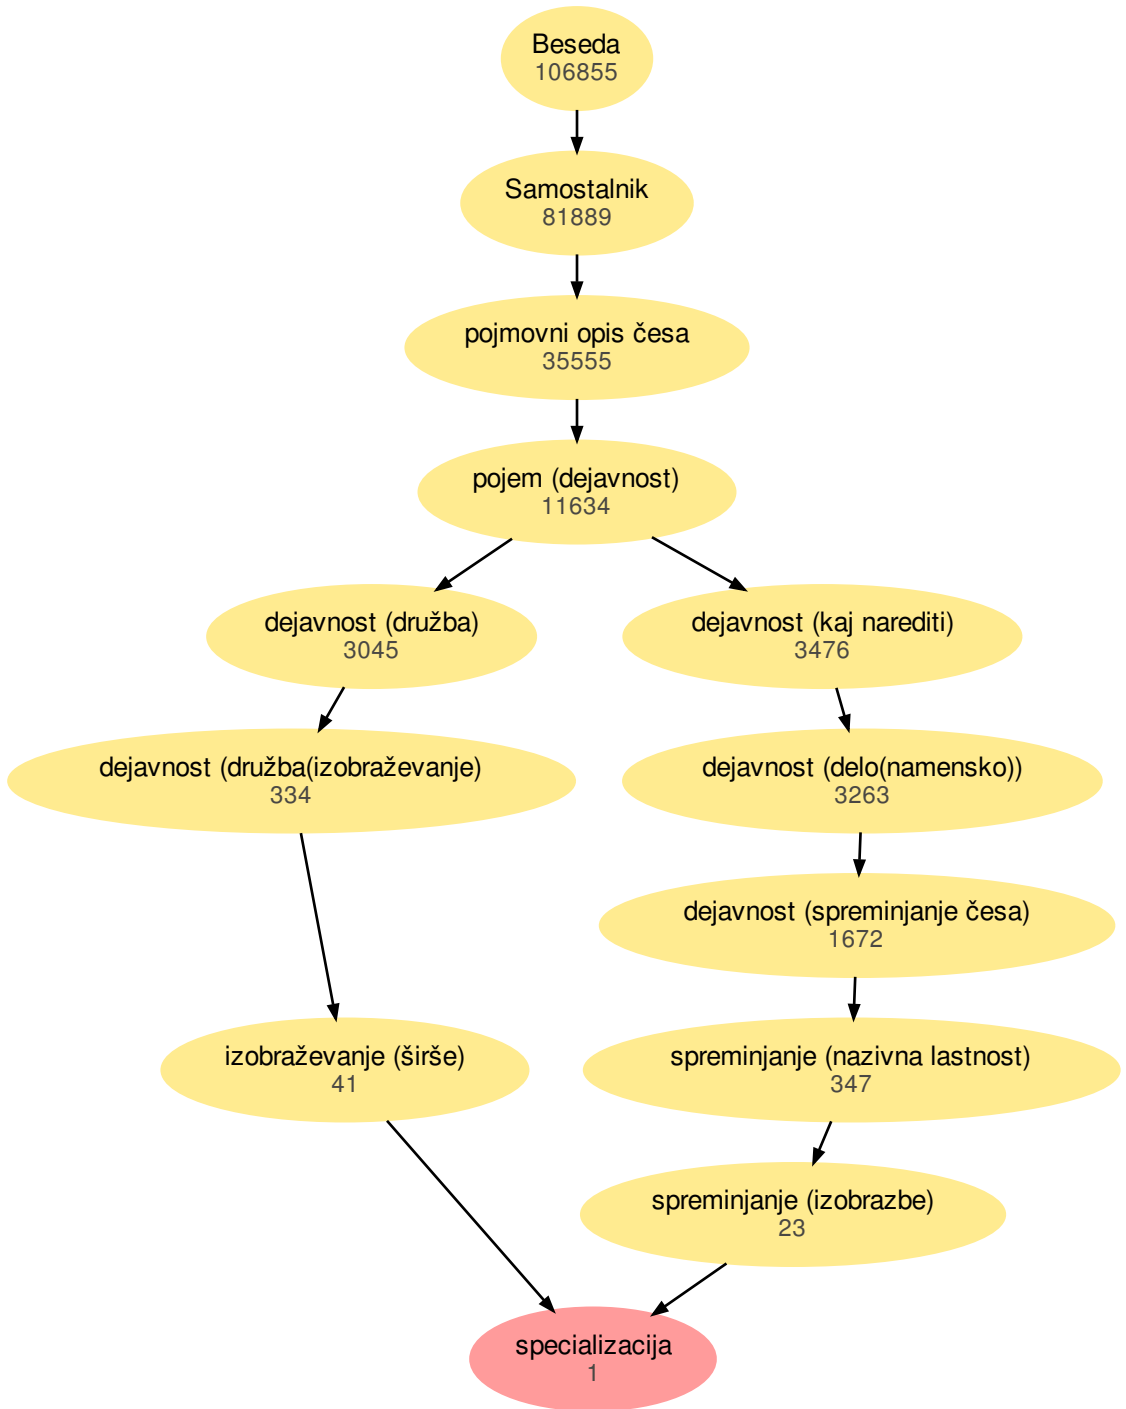 Beseda
106855
Samostalnik
81889
pojmovni opis česa
35555
pojem (dejavnost)
11634
dejavnost (družba)
3045
dejavnost (kaj narediti)
3476
dejavnost (družba(izobraževanje)
334
dejavnost (delo(namensko))
3263
dejavnost (spreminjanje česa)
1672
izobraževanje (širše)
41
spreminjanje (nazivna lastnost)
347
spreminjanje (izobrazbe)
23
specializacija
1